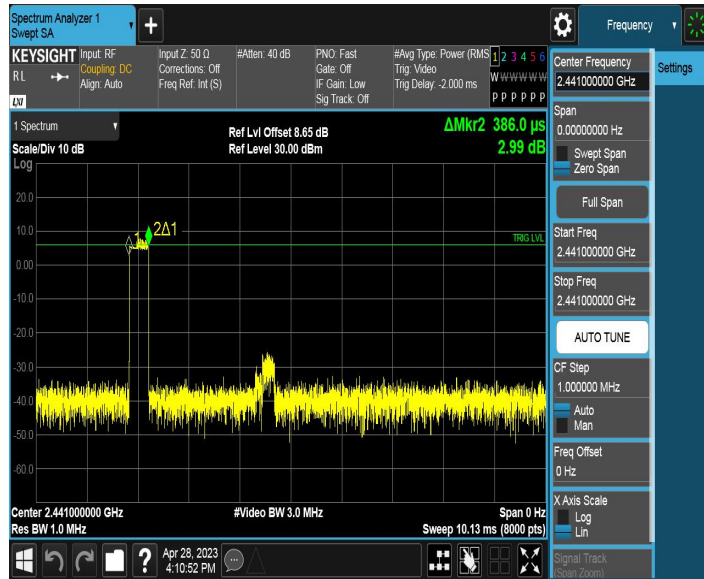 Spectrum Analyzer 1
Swept SA
Frequency
KEYSIGHT
RL
LXI
Input: RF
Coupling: DC
Align: Auto
Input Z: 50 Ω
Corrections: Off
Freq Ref: Int (S)
#Atten: 40 dB
PNO: Fast
Gate: Off
IF Gain: Low
Sig Track: Off
#Avg Type: Power (RMS
Trig: Video
Trig Delay: -2.000 ms
1 2 3 4 5 6
W W W W W W
P P P P P P
1 Spectrum
Scale/Div 10 dB
Log
Ref Lvl Offset 8.65 dB
Ref Level 30.00 dBm
ΔMkr2 386.0 µs
2.99 dB
20.0
10.0
0.00
-10.0
-20.0
-30.0
-40.0
-50.0
-60.0
1
2Δ1
TRIG LVL
Center 2.441000000 GHz
Res BW 1.0 MHz
#Video BW 3.0 MHz
Span 0 Hz
Sweep 10.13 ms (8000 pts)
Center Frequency
2.441000000 GHz
Settings
Span
0.00000000 Hz
Swept Span
Zero Span
Full Span
Start Freq
2.441000000 GHz
Stop Freq
2.441000000 GHz
AUTO TUNE
CF Step
1.000000 MHz
Auto
Man
Freq Offset
0 Hz
X Axis Scale
Log
Lin
Signal Track
(Span Zoom)
?
Apr 28, 2023
4:10:52 PM